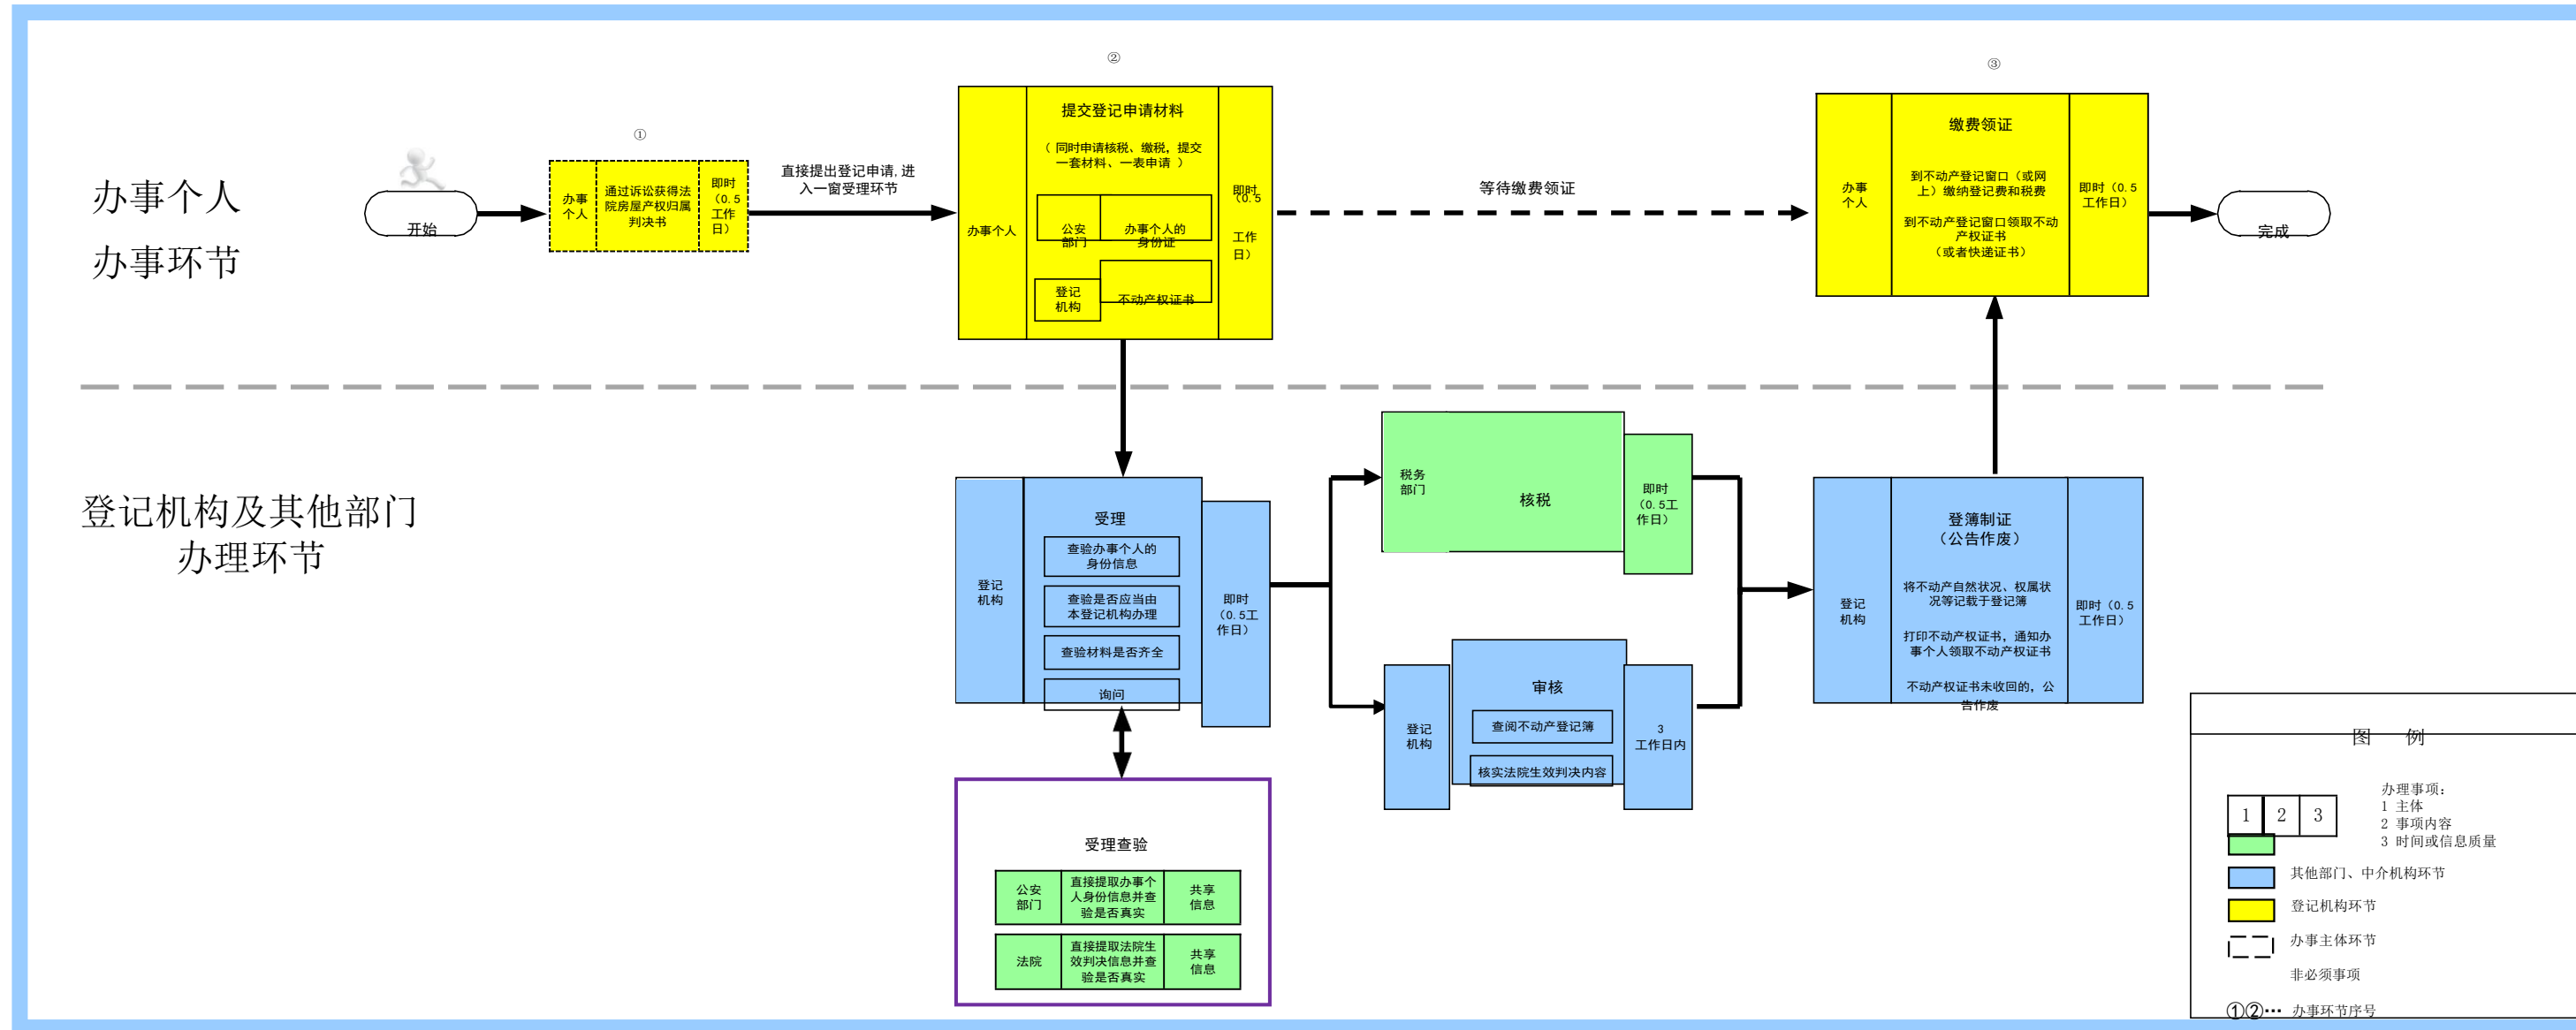 办事个人
办事环节
开始
①
办事
个人
通过诉讼获得法
院房屋产权归属
判决书
即时
（0.5
工作
日）
直接提出登记申请,进
入一窗受理环节
②
办事个人
提交登记申请材料
（ 同时申请核税、缴税，提交
一套材料、一表申请 ）
公安
部门
办事个人的
身份证
登记
机构
不动产权证书
即时
（0.5
工作
日）
等待缴费领证
③
办事
个人
缴费领证
到不动产登记窗口（或网
上）缴纳登记费和税费
到不动产登记窗口领取不动
产权证书
（或者快递证书）
即时（0.5
工作日）
完成
登记机构及其他部门
办理环节
登记
机构
受理
查验办事个人的
身份信息
查验是否应当由
本登记机构办理
查验材料是否齐全
询问
即时
（0.5工
作日）
受理查验
公安
部门
直接提取办事个
人身份信息并查
验是否真实
共享
信息
法院
直接提取法院生
效判决信息并查
验是否真实
共享
信息
税务
部门
核税
即时
（0.5工
作日）
登记
机构
审核
查阅不动产登记簿
核实法院生效判决内容
3
工作日内
登记
机构
登簿制证
（公告作废）
将不动产自然状况、权属状
况等记载于登记簿
打印不动产权证书，通知办
事个人领取不动产权证书
不动产权证书未收回的，公
告作废
即时（0.5
工作日）
图 例
1 2 3
办理事项：
1 主体
2 事项内容
3 时间或信息质量
其他部门、中介机构环节
登记机构环节
办事主体环节
非必须事项
①②… 办事环节序号